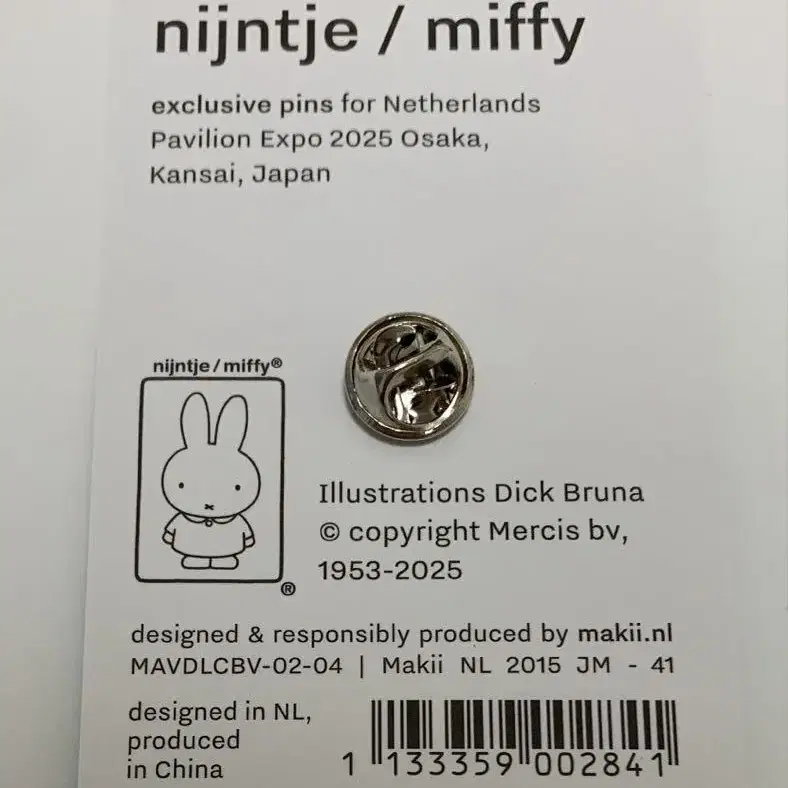 nijntje / miffy
exclusive pins for Netherlands
Pavilion Expo 2025 Osaka,
Kansai, Japan
nijntje/miffy®
®
Illustrations Dick Bruna
© copyright Mercis bv,
1953-2025
designed & responsibly produced by makii.nl
MAVDLCBV-02-04 | Makii NL 2015 JM - 41
designed in NL,
produced
in China
1 133359 002841